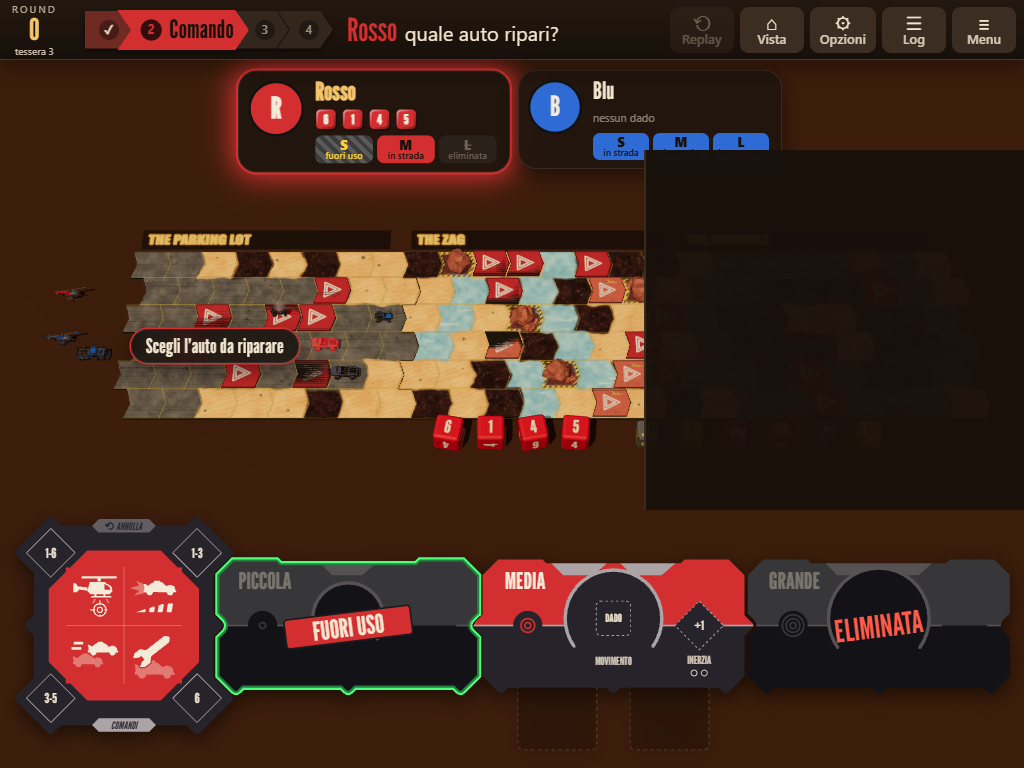 ROUND
0
tessera 3
✓ 2 Comando 3 4
Rosso quale auto ripari?
Replay
Vista
Opzioni
Log
Menu
R
Rosso
6 1 4 5
S
fuori uso
M
in strada
L
eliminata
B
Blu
nessun dado
S
in strada
M
L
THE PARKING LOT
THE ZAG
Scegli l'auto da riparare
6 1 4 5
ANNULLA
1-6
1-3
3-5
6
COMANDI
PICCOLA
FUORI USO
MEDIA
DADO
MOVIMENTO
+1
INERZIA
GRANDE
ELIMINATA